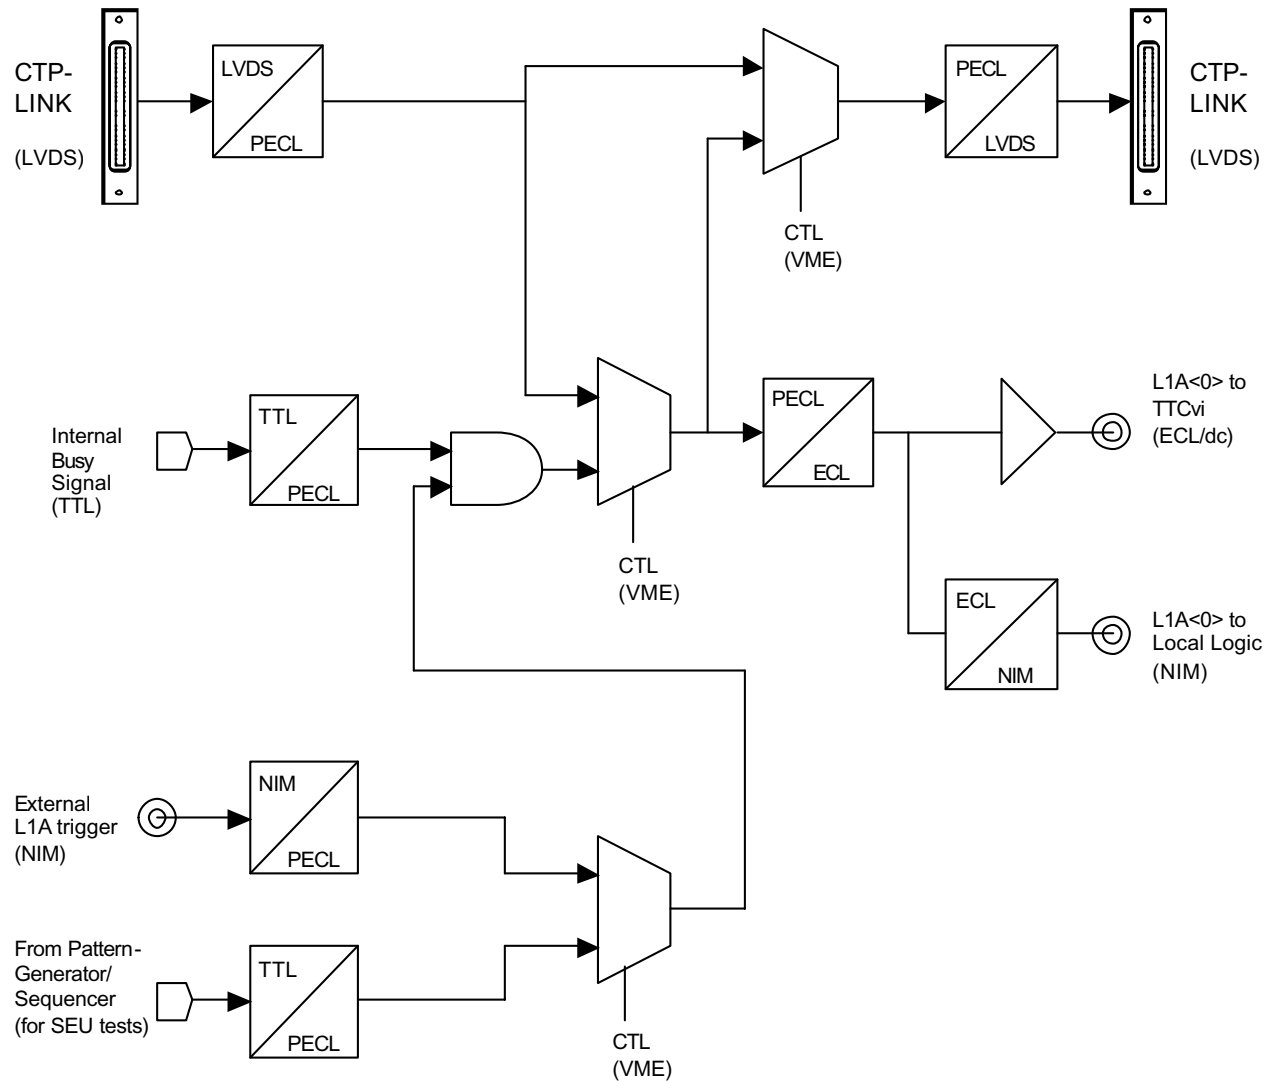 CTP-
LINK
(LVDS)
LVDS
PECL
PECL
LVDS
CTP-
LINK
(LVDS)
CTL
(VME)
Internal
Busy
Signal
(TTL)
TTL
PECL
CTL
(VME)
PECL
ECL
L1A<0> to
TTCvi
(ECL/dc)
ECL
NIM
L1A<0> to
Local Logic
(NIM)
External
L1A trigger
(NIM)
NIM
PECL
From Pattern-
Generator/
Sequencer
(for SEU tests)
TTL
PECL
CTL
(VME)